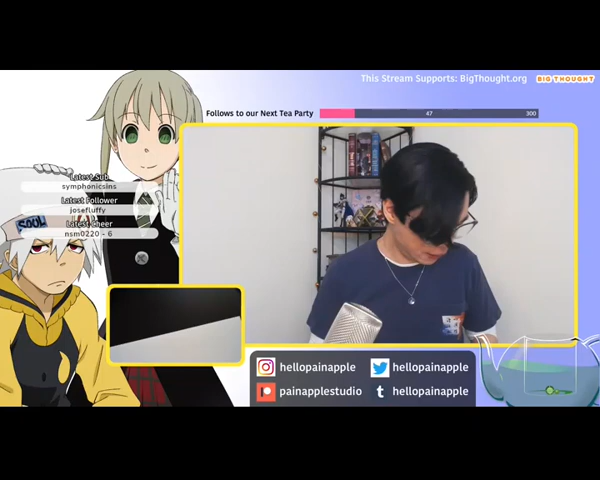 This Stream Supports: BigThought.org
BIG THOUGHT
Follows to our Next Tea Party
47
300
Latest Sub
symphonicsins
Latest Follower
josefluffy
Latest Cheer
nsm0220 - 6
SOUL
hellopainapple
hellopainapple
painapplestudio
hellopainapple